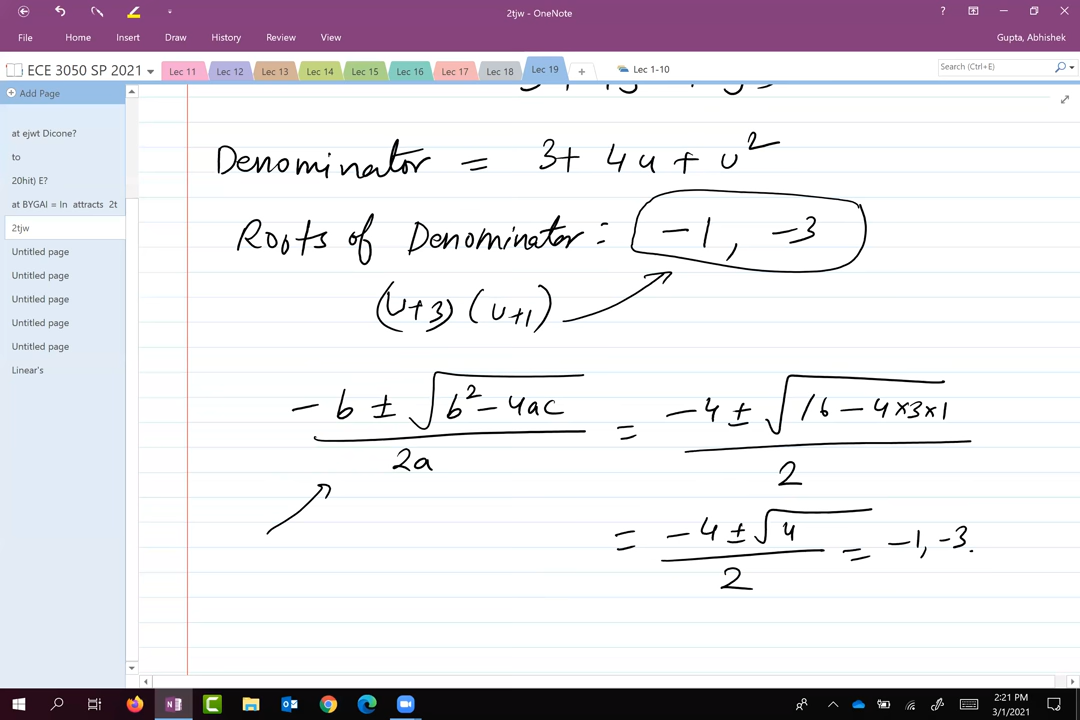 2tjw - OneNote
File Home Insert Draw History Review View
Gupta, Abhishek
ECE 3050 SP 2021
Lec 11 Lec 12 Lec 13 Lec 14 Lec 15 Lec 16 Lec 17 Lec 18 Lec 19 Lec 1-10
Search (Ctrl+E)
Add Page
at ejwt Dicone?
to
20hit) E?
at BYGAI = In attracts 2t
2tjw
Untitled page
Untitled page
Untitled page
Untitled page
Untitled page
Linear's
Denominator = 3 + 4u + u²
Roots of Denominator: -1, -3
(u+3) (u+1)
-b ± √(b² - 4ac) / 2a = -4 ± √(16 - 4×3×1) / 2
= -4 ± √4 / 2 = -1, -3.
2:21 PM
3/1/2021